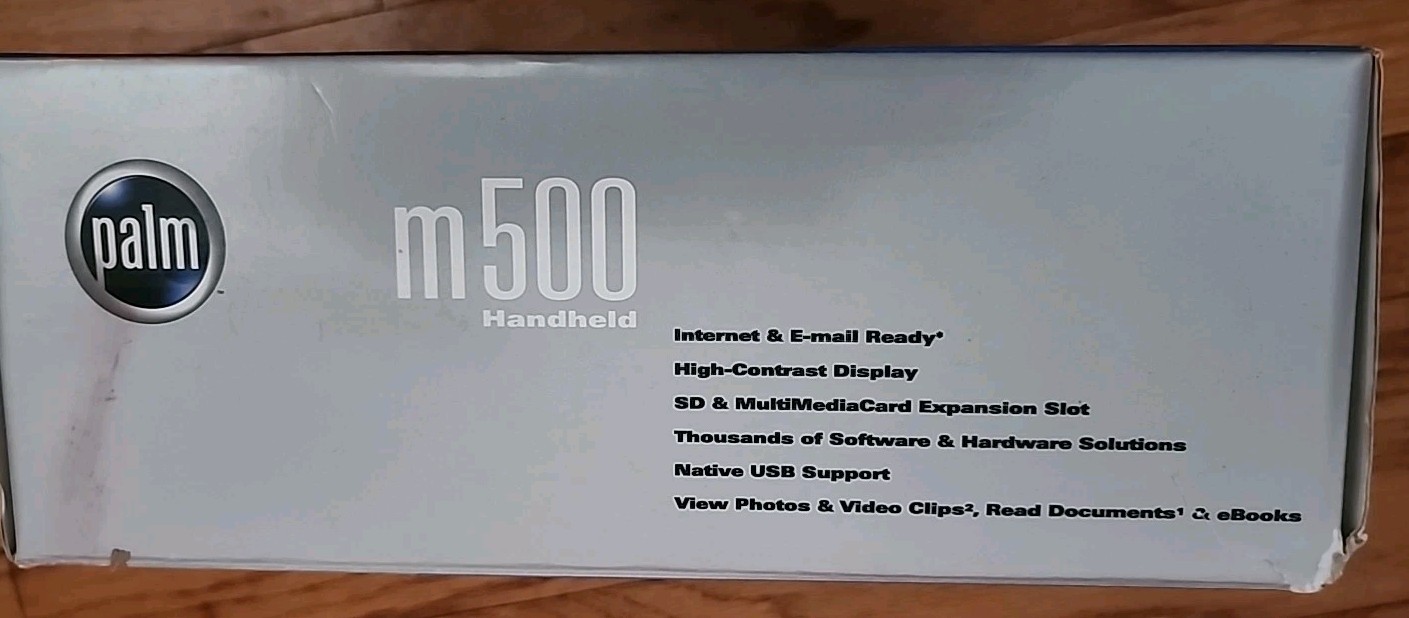 palm
™
m500
Handheld
Internet & E-mail Ready*
High-Contrast Display
SD & MultiMediaCard Expansion Slot
Thousands of Software & Hardware Solutions
Native USB Support
View Photos & Video Clips², Read Documents¹ & eBooks